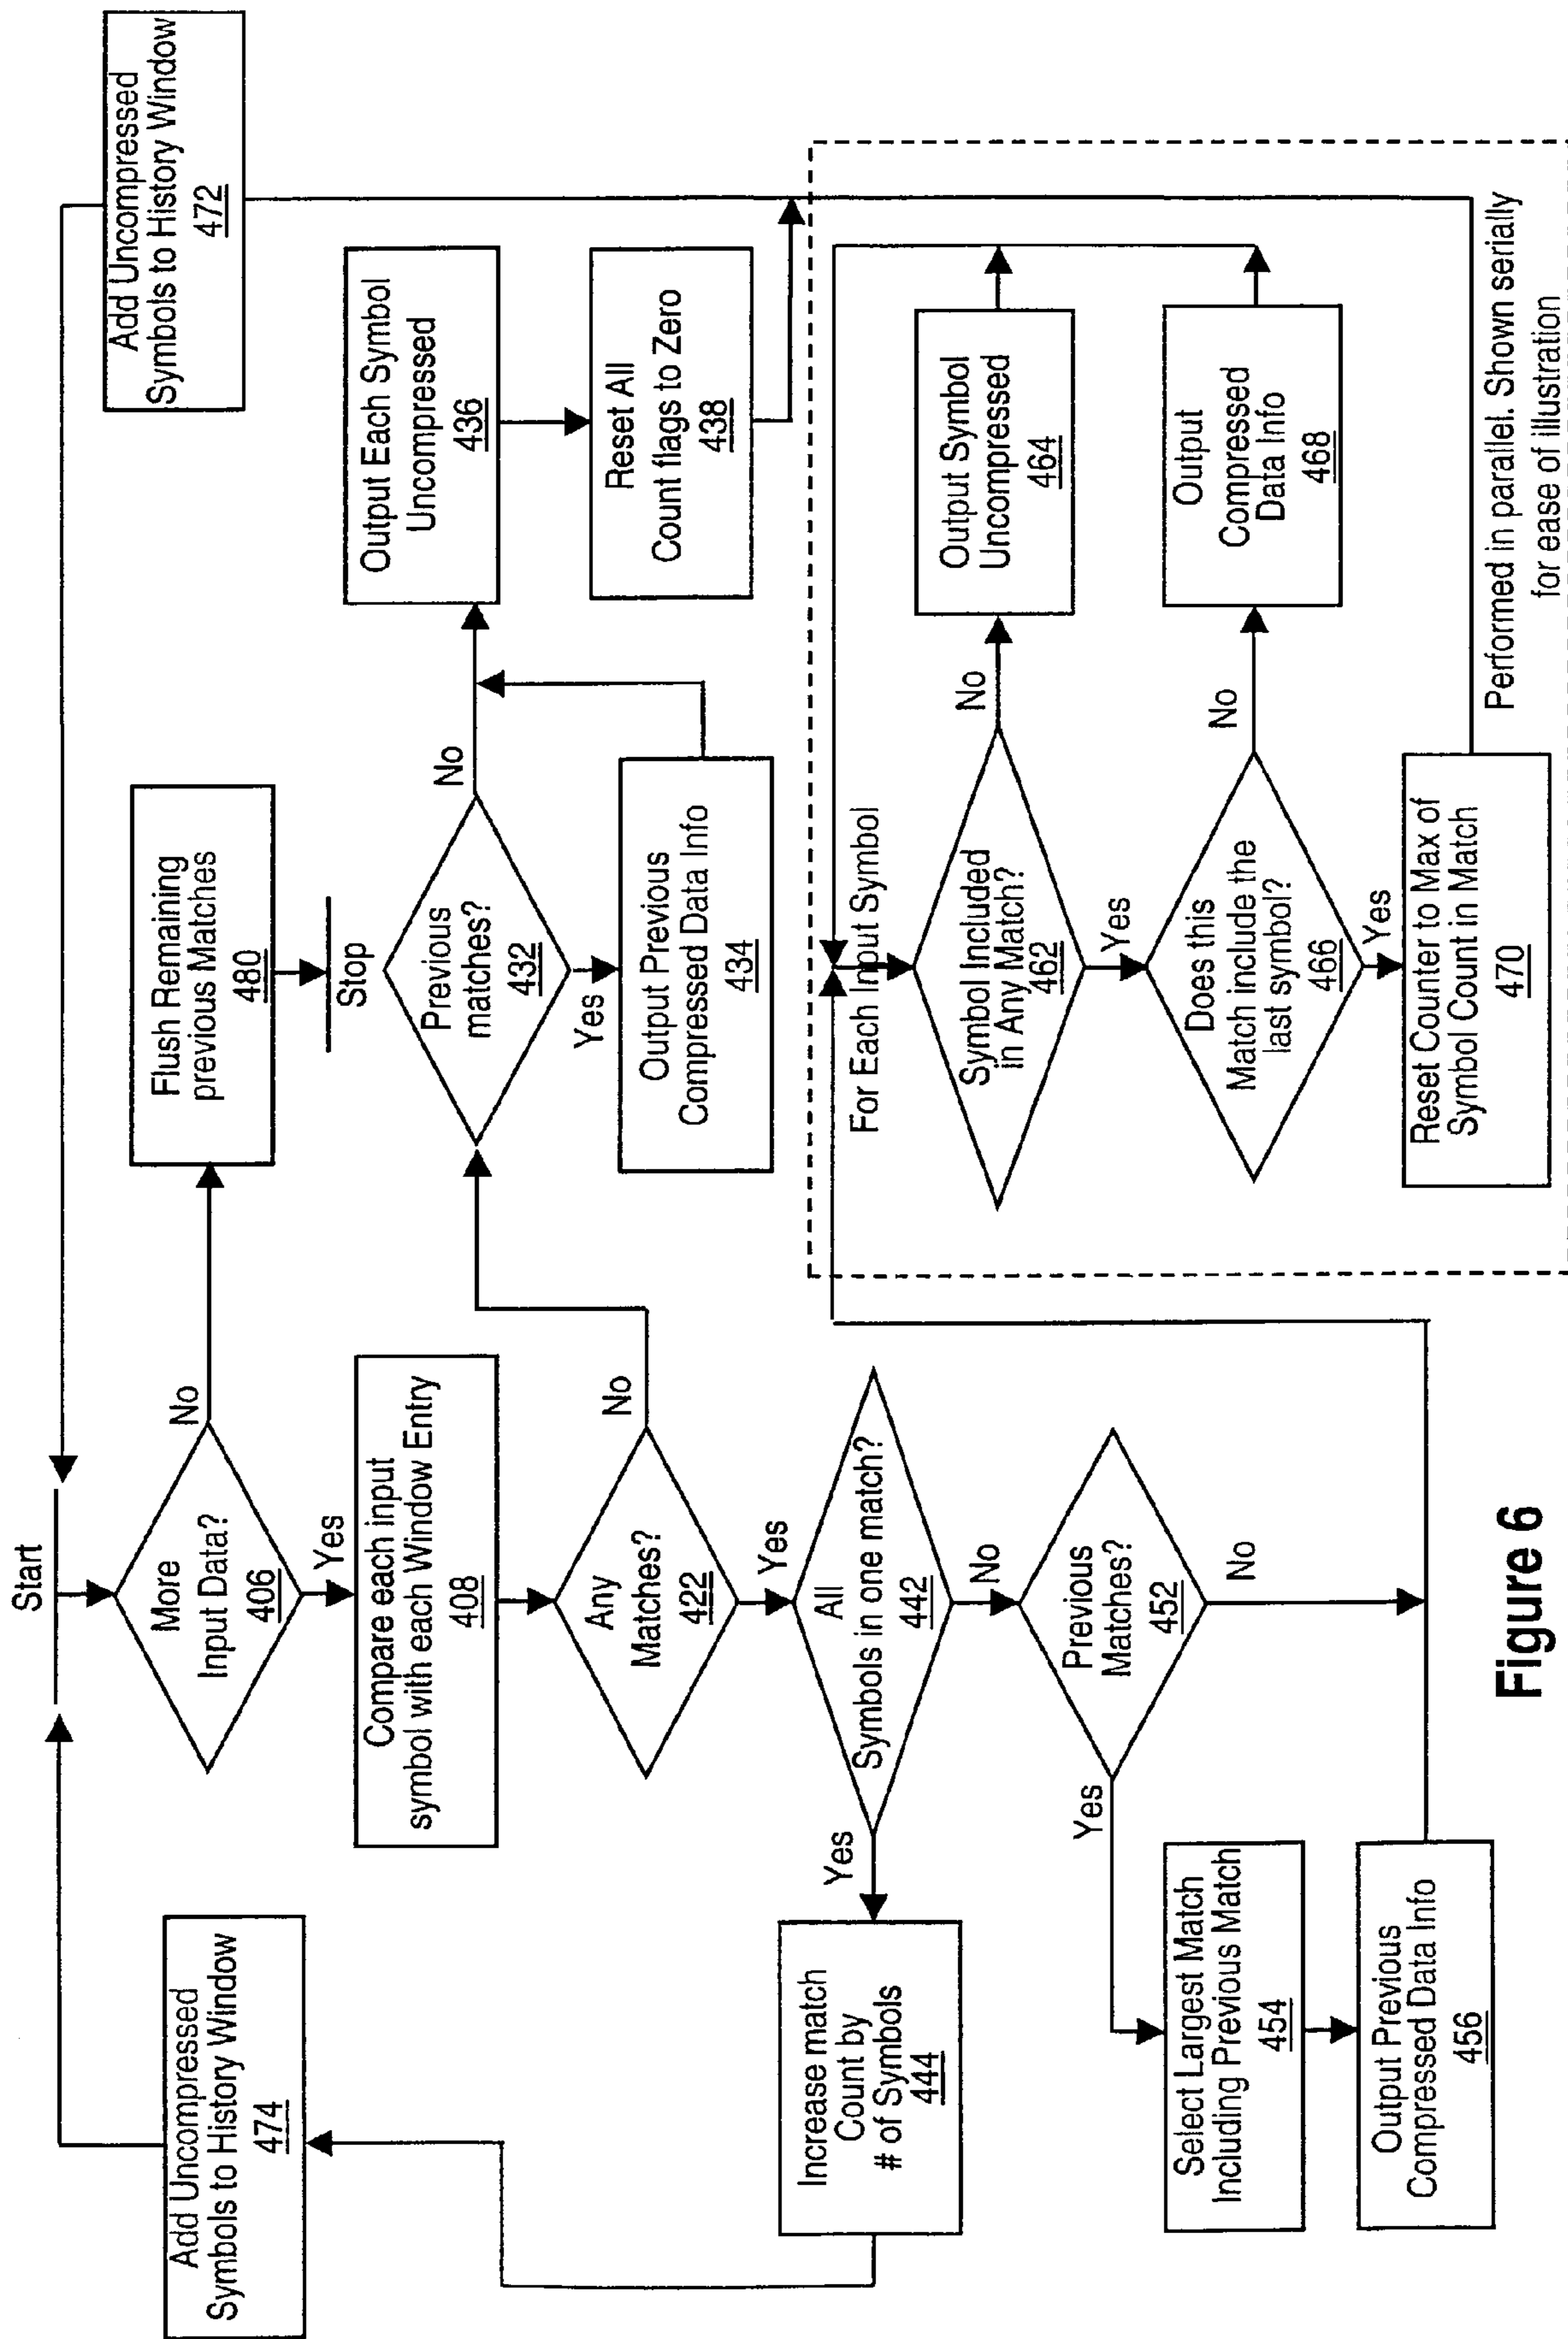 Start
More
Input Data?
406
No
Yes
Flush Remaining
previous Matches
480
Stop
Add Uncompressed
Symbols to History Window
472
Add Uncompressed
Symbols to History Window
474
Compare each input
symbol with each Window Entry
408
Any
Matches?
422
No
Yes
Previous
matches?
432
No
Yes
Output Previous
Compressed Data Info
434
Output Each Symbol
Uncompressed
436
Reset All
Count flags to Zero
438
All
Symbols in one match?
442
Yes
No
Increase match
Count by
# of Symbols
444
Previous
Matches?
452
Yes
No
Select Largest Match
Including Previous Match
454
Output Previous
Compressed Data Info
456
For Each Input Symbol
Symbol Included
in Any Match?
462
No
Yes
Output Symbol
Uncompressed
464
Does this
Match include the
last symbol?
466
No
Yes
Output
Compressed
Data Info
468
Reset Counter to Max of
Symbol Count in Match
470
Performed in parallel. Shown serially
for ease of illustration
Figure 6